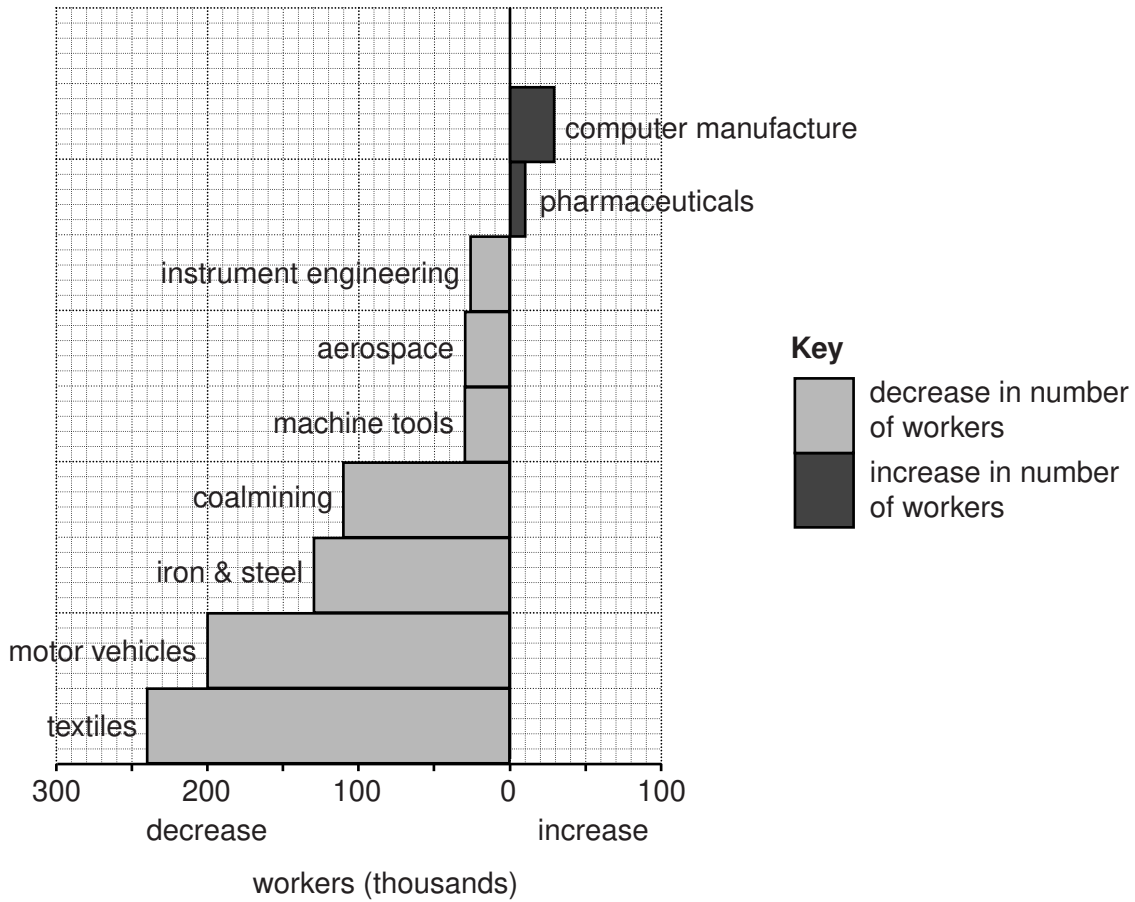 computer manufacture
pharmaceuticals
instrument engineering
aerospace
machine tools
coalmining
iron & steel
motor vehicles
textiles
300 200 100 0 100
decrease increase
workers (thousands)
Key
decrease in number
of workers
increase in number
of workers